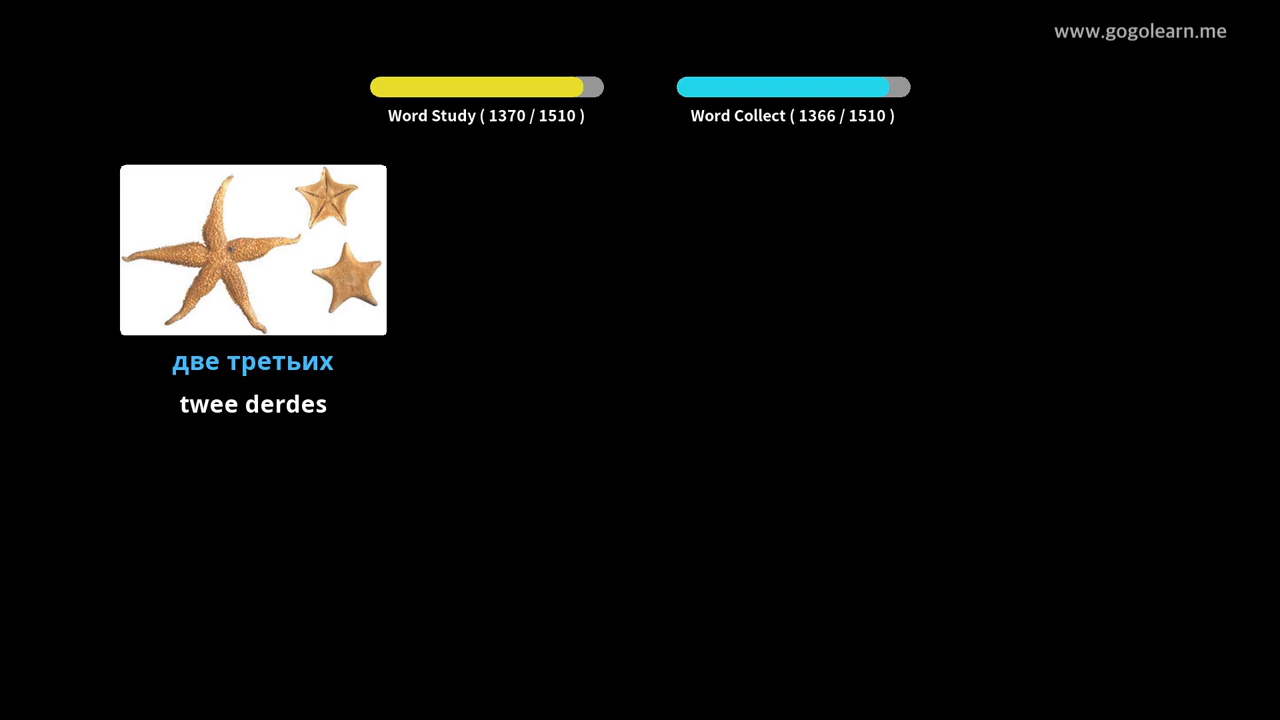 www.gogolearn.me
Word Study ( 1370 / 1510 )
Word Collect ( 1366 / 1510 )
две третьих
twee derdes